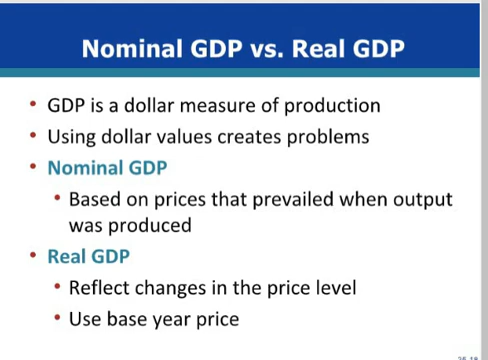 Nominal GDP vs. Real GDP
• GDP is a dollar measure of production
• Using dollar values creates problems
• Nominal GDP
• Based on prices that prevailed when output
was produced
• Real GDP
• Reflect changes in the price level
• Use base year price